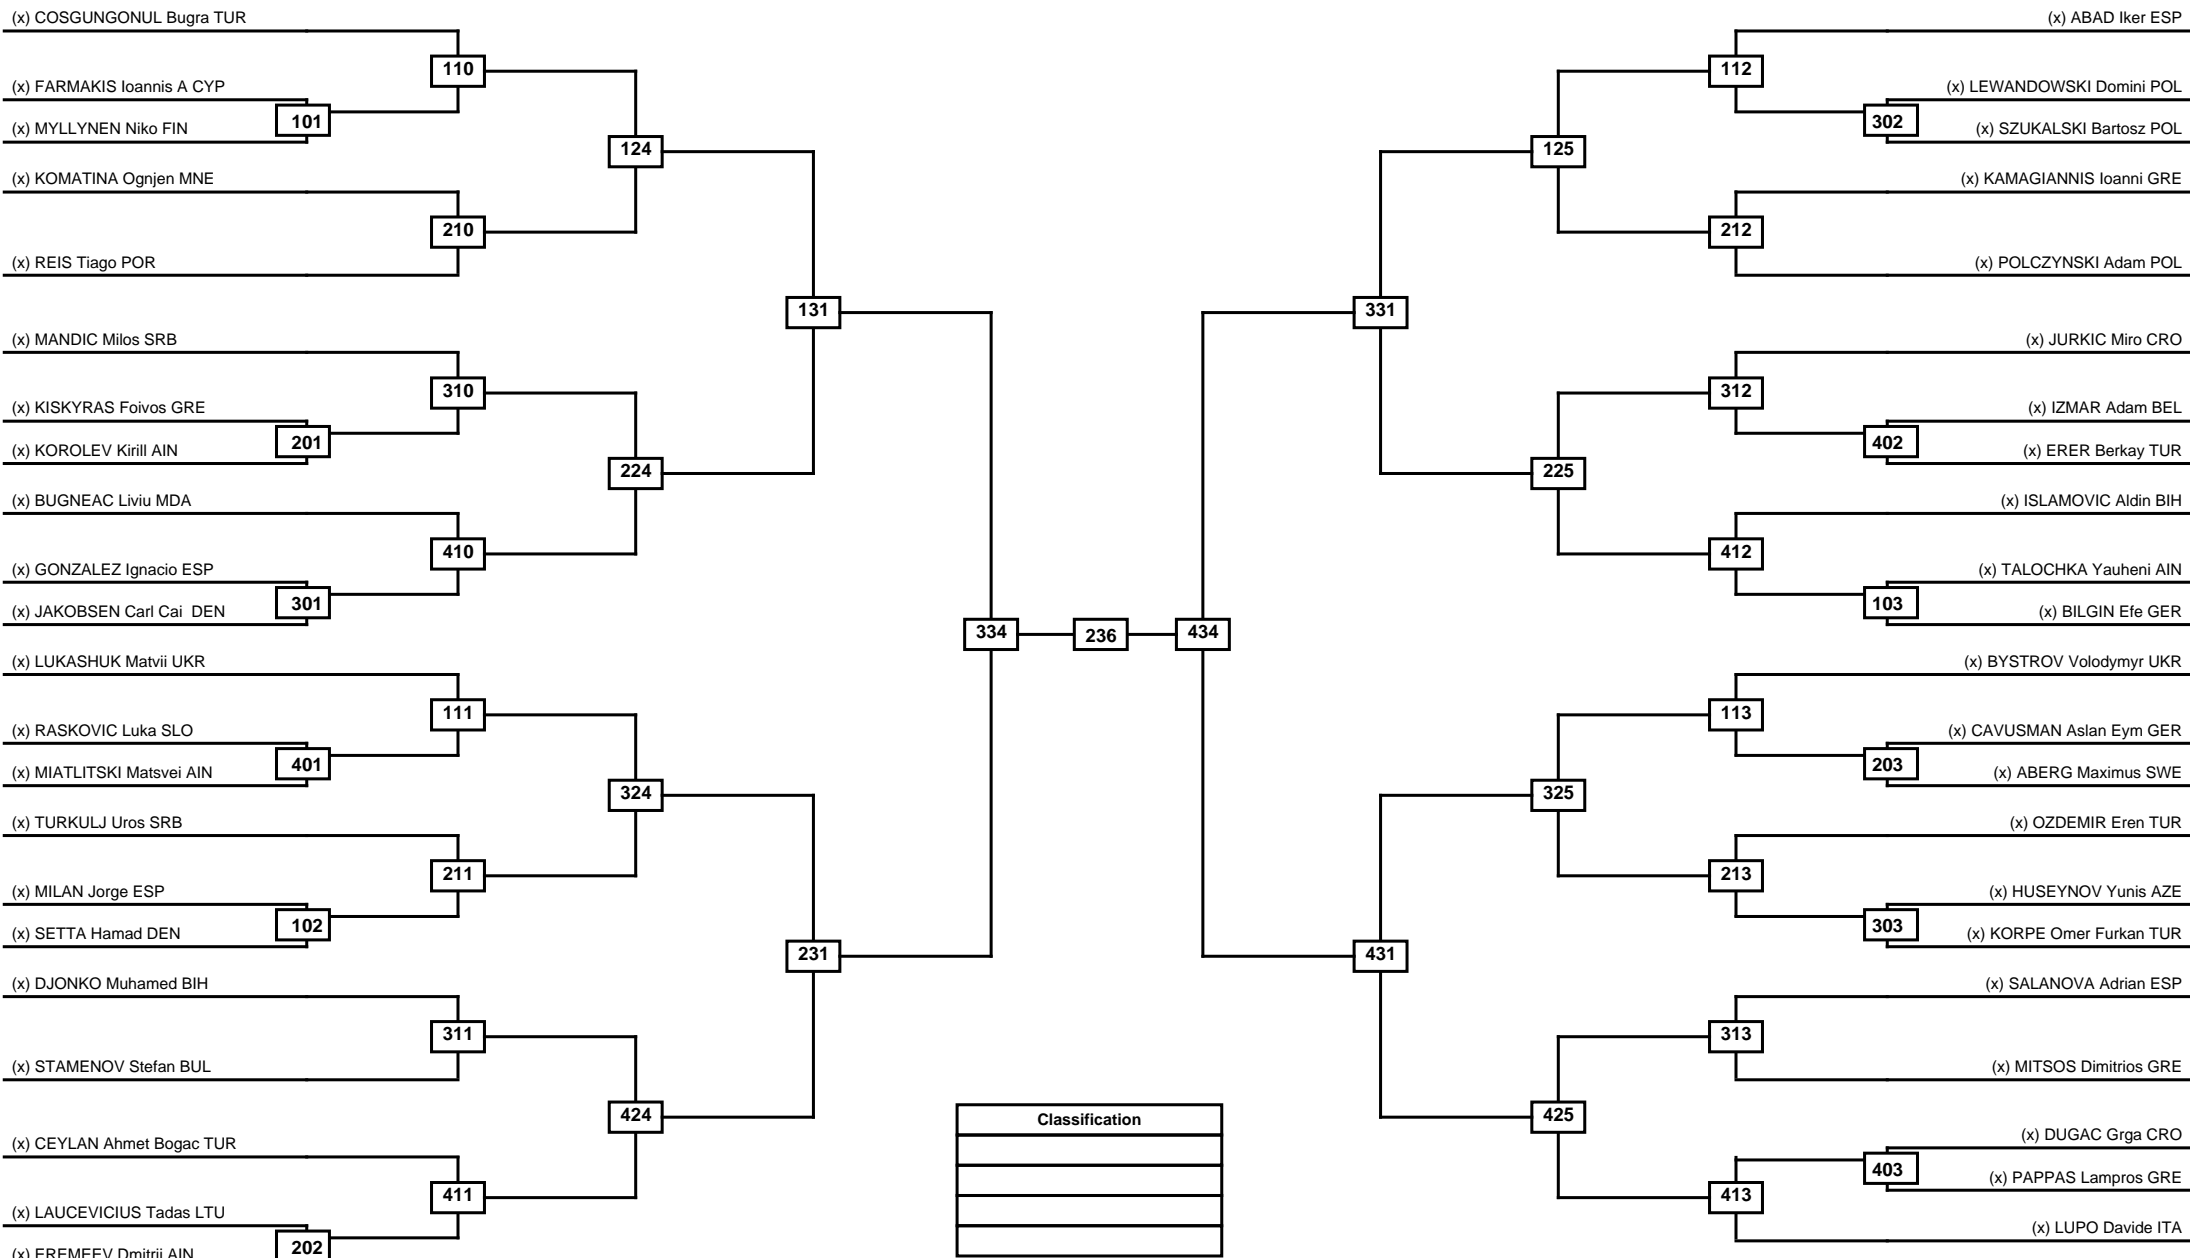 (x) COSGUNGONUL Bugra TUR
110
(x) FARMAKIS Ioannis A CYP
101
(x) MYLLYNEN Niko FIN
124
(x) KOMATINA Ognjen MNE
210
(x) REIS Tiago POR
131
(x) MANDIC Milos SRB
310
(x) KISKYRAS Foivos GRE
201
(x) KOROLEV Kirill AIN
224
(x) BUGNEAC Liviu MDA
410
(x) GONZALEZ Ignacio ESP
301
(x) JAKOBSEN Carl Cai DEN
334
236
434
(x) LUKASHUK Matvii UKR
111
(x) RASKOVIC Luka SLO
401
(x) MIATLITSKI Matsvei AIN
324
(x) TURKULJ Uros SRB
211
(x) MILAN Jorge ESP
102
(x) SETTA Hamad DEN
231
(x) DJONKO Muhamed BIH
311
(x) STAMENOV Stefan BUL
424
(x) CEYLAN Ahmet Bogac TUR
411
(x) LAUCEVICIUS Tadas LTU
202
(x) EREMEEV Dmitrii AIN
(x) ABAD Iker ESP
112
(x) LEWANDOWSKI Domini POL
302
(x) SZUKALSKI Bartosz POL
125
(x) KAMAGIANNIS Ioanni GRE
212
(x) POLCZYNSKI Adam POL
331
(x) JURKIC Miro CRO
312
(x) IZMAR Adam BEL
402
(x) ERER Berkay TUR
225
(x) ISLAMOVIC Aldin BIH
412
(x) TALOCHKA Yauheni AIN
103
(x) BILGIN Efe GER
(x) BYSTROV Volodymyr UKR
113
(x) CAVUSMAN Aslan Eym GER
203
(x) ABERG Maximus SWE
325
(x) OZDEMIR Eren TUR
213
(x) HUSEYNOV Yunis AZE
303
(x) KORPE Omer Furkan TUR
431
(x) SALANOVA Adrian ESP
313
(x) MITSOS Dimitrios GRE
425
(x) DUGAC Grga CRO
403
(x) PAPPAS Lampros GRE
413
(x) LUPO Davide ITA
Classification